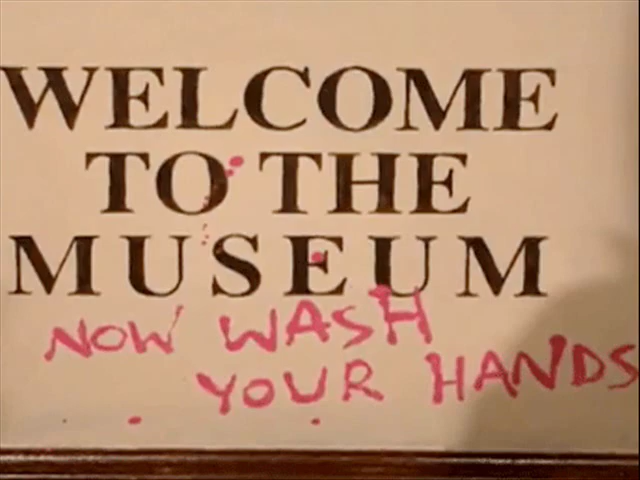 WELCOME
TO THE
MUSEUM
NOW WASH
YOUR HANDS